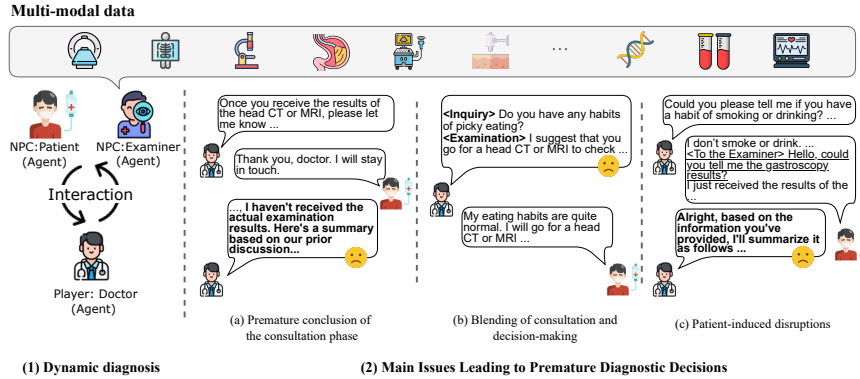 Multi-modal data
...
NPC:Patient
(Agent)
NPC:Examiner
(Agent)
Interaction
Player: Doctor
(Agent)
(1) Dynamic diagnosis
Once you receive the results of
the head CT or MRI, please let
me know ...
Thank you, doctor. I will stay
in touch.
..., I haven't received the
actual examination
results. Here's a summary
based on our prior
discussion...
(a) Premature conclusion of
the consultation phase
<Inquiry> Do you have any habits
of picky eating?
<Examination> I suggest that you
go for a head CT or MRI to check ...
My eating habits are quite
normal. I will go for a head
CT or MRI ...
(b) Blending of consultation and
decision-making
Could you please tell me if you have
a habit of smoking or drinking? ...
I don't smoke or drink. ...
<To the Examiner> Hello, could
you tell me the gastroscopy
results?
I just received the results of the
...
Alright, based on the
information you've
provided, I'll summarize it
as follows ...
(c) Patient-induced disruptions
(2) Main Issues Leading to Premature Diagnostic Decisions